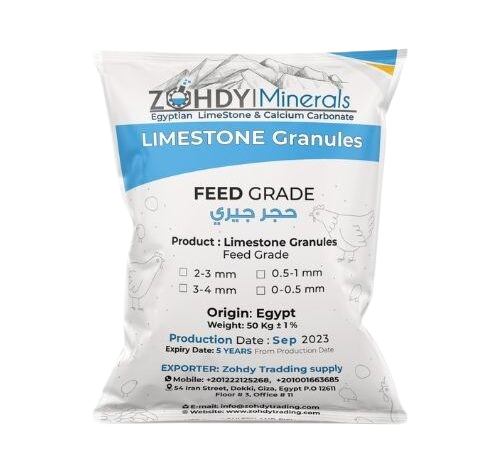 ZOHDY|Minerals
Egyptian LimeStone & Calcium Carbonate
LIMESTONE Granules
FEED GRADE
حجر جيري
Product : Limestone Granules
Feed Grade
2-3 mm 0.5-1 mm
3-4 mm 0-0.5 mm
Origin: Egypt
Weight: 50 Kg ± 1 %
Production Date : Sep 2023
Expiry Date: 5 YEARS From Production Date
EXPORTER: Zohdy Tradding supply
Mobile: +201222125268, +201001663685
54 Iran Street, Dokki, Giza, Egypt P.O 12611
Floor # 3, Office # 11
E-mail: info@zohdytrading.com
Website: www.zohdytrading.com